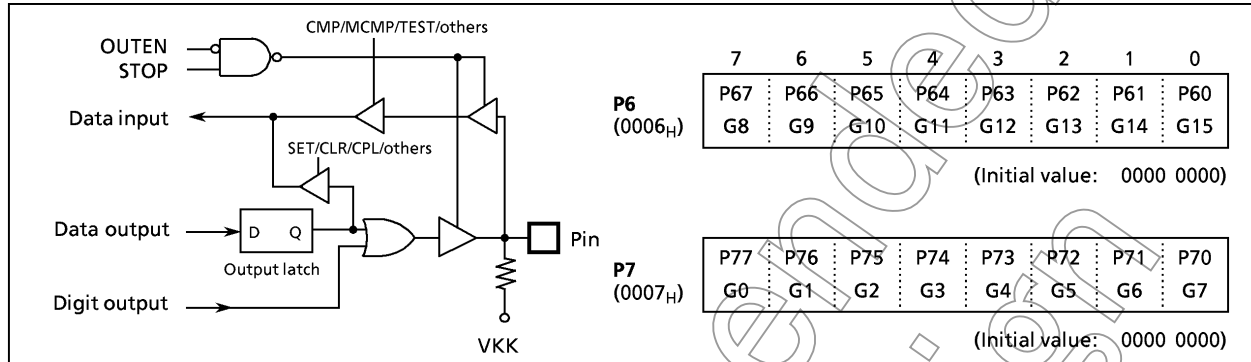 CMP/MCMP/TEST/others
OUTEN
STOP
Data input
SET/CLR/CPL/others
Data output
D Q
Output latch
Digit output
Pin
VKK
7 6 5 4 3 2 1 0
P6
(0006H)
P67 P66 P65 P64 P63 P62 P61 P60
G8 G9 G10 G11 G12 G13 G14 G15
(Initial value: 0000 0000)
P7
(0007H)
P77 P76 P75 P74 P73 P72 P71 P70
G0 G1 G2 G3 G4 G5 G6 G7
(Initial value: 0000 0000)